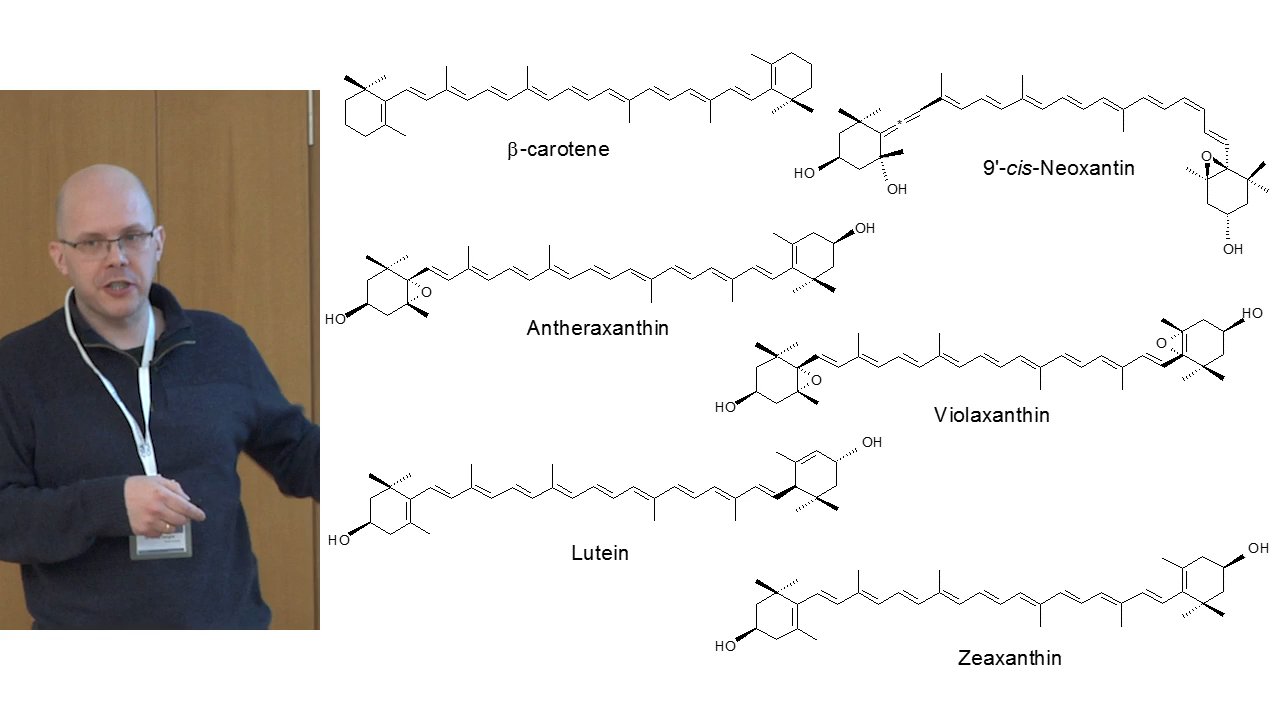 β-carotene
HO
OH
*
O
OH
9'-cis-Neoxantin
HO
O
OH
Antheraxanthin
HO
O
O
HO
Violaxanthin
HO
OH
Lutein
HO
OH
Zeaxanthin